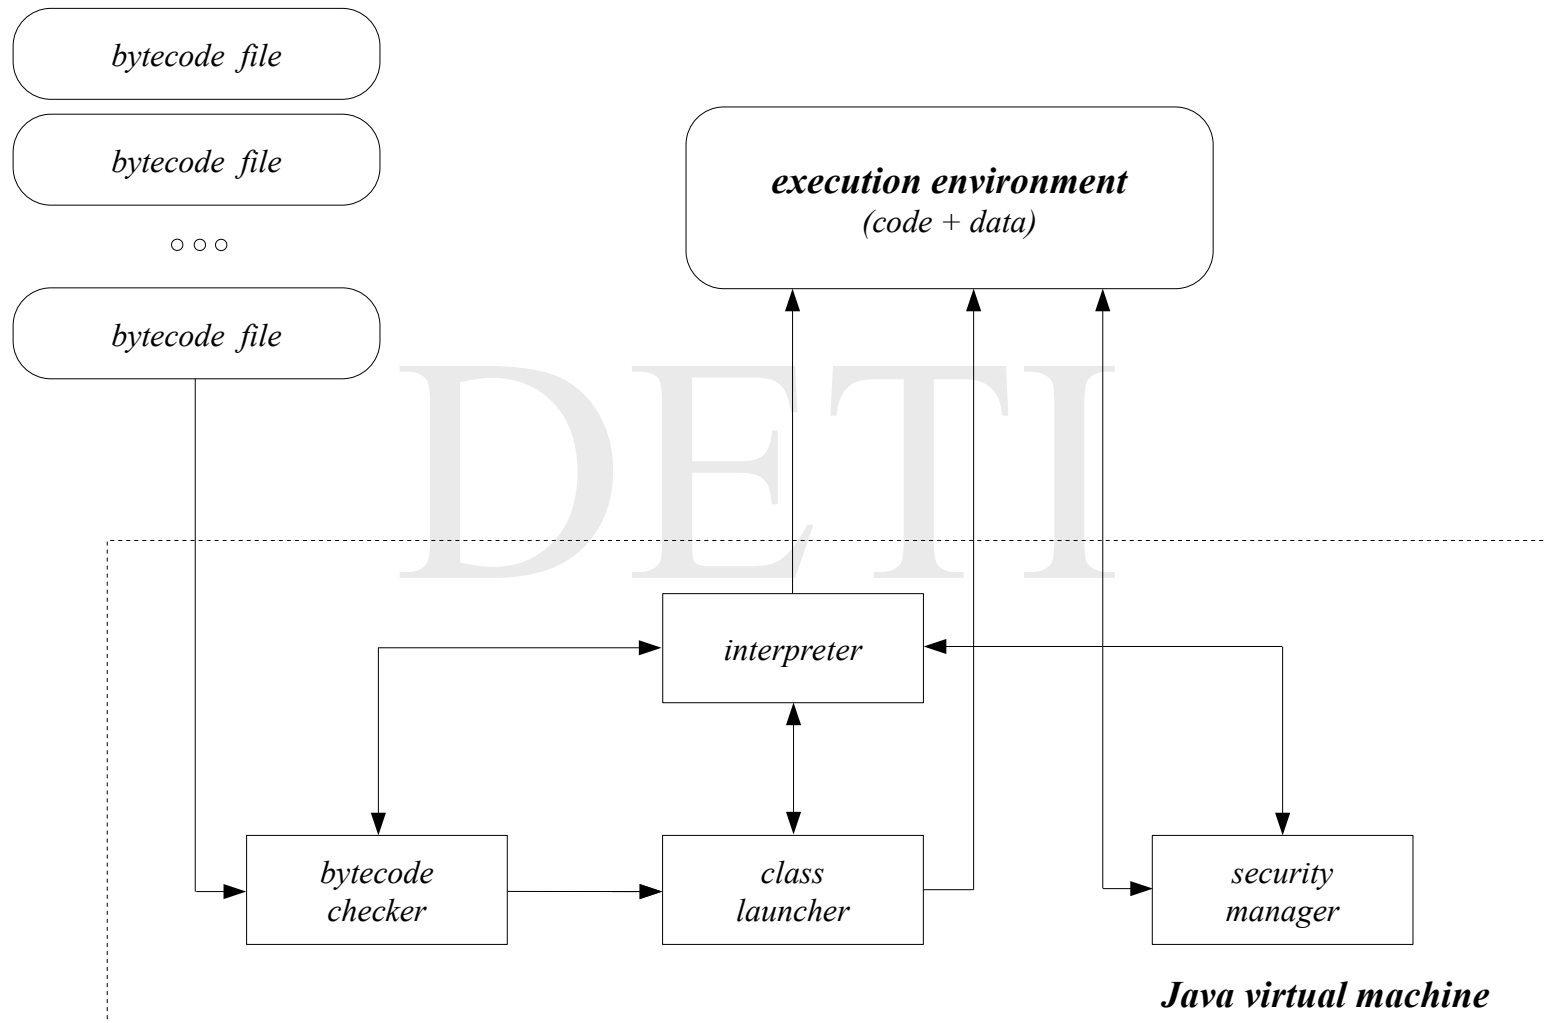 bytecode file
bytecode file
bytecode file
execution environment
(code + data)
DETI
interpreter
bytecode
checker
class
launcher
security
manager
Java virtual machine